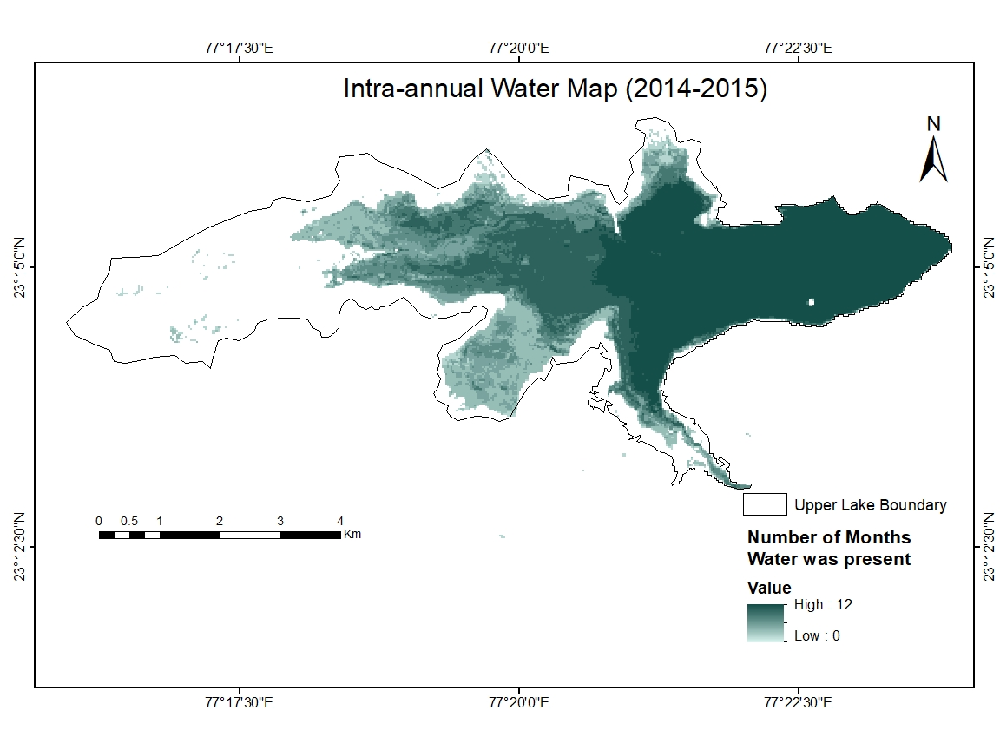 77°17'30"E 77°20'0"E 77°22'30"E
Intra-annual Water Map (2014-2015)
N
23°15'0"N 23°15'0"N
Upper Lake Boundary
0 0.5 1 2 3 4
Km
Number of Months
Water was present
23°12'30"N 23°12'30"N
Value
High : 12
Low : 0
77°17'30"E 77°20'0"E 77°22'30"E